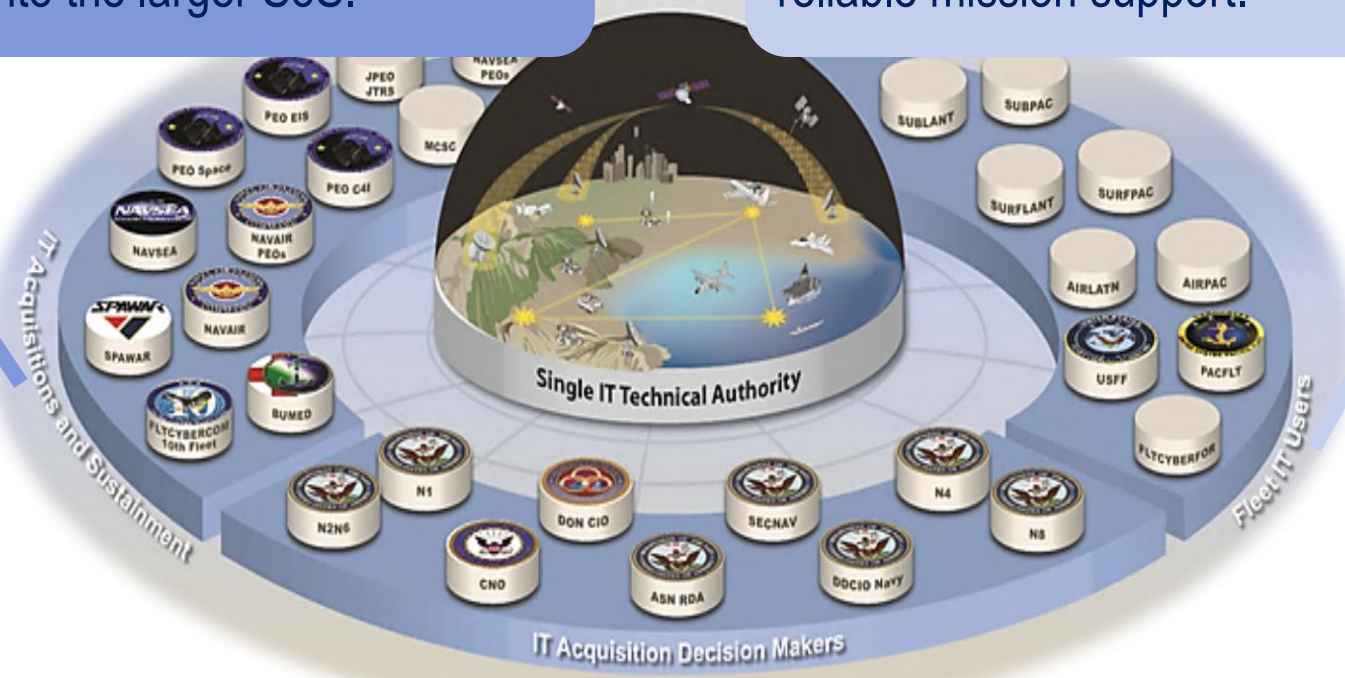 into the larger SoS.
reliable mission support.
NAVSEA
PEOs
JPEO
JTRS
PEO EIS
MCSC
PEO Space
PEO C4I
NAVSEA
NAVSEA
NAVAIR
PEOs
NAVAIR
SPAWAR
SPAWAR
BUMED
FLTCYBERCOM
10th Fleet
IT Acquisitions and Sustainment
Single IT Technical Authority
SUBLANT
SUBPAC
SURFLANT
SURFPAC
AIRLATN
AIRPAC
USFF
PACFLT
FLTCYBERFOR
Fleet IT Users
N2N6
N1
CNO
DON CIO
ASN RDA
SECNAV
DDCIO Navy
N4
N8
IT Acquisition Decision Makers